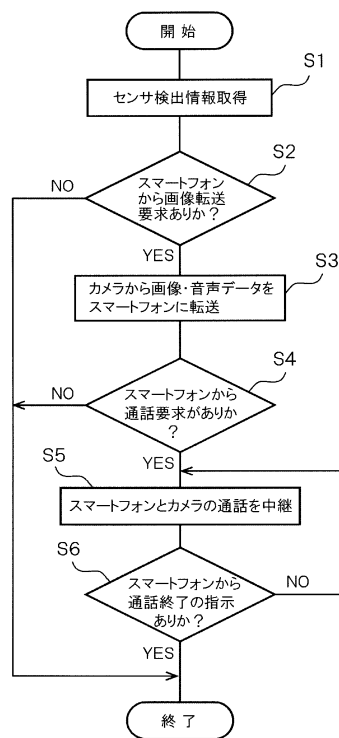 開 始
S1
センサ検出情報取得
S2
スマートフォン
から画像転送
要求ありか？
NO
YES
S3
カメラから画像・音声データを
スマートフォンに転送
S4
スマートフォンから
通話要求がありか
？
NO
YES
S5
スマートフォンとカメラの通話を中継
S6
スマートフォンから
通話終了の指示
ありか？
NO
YES
終 了